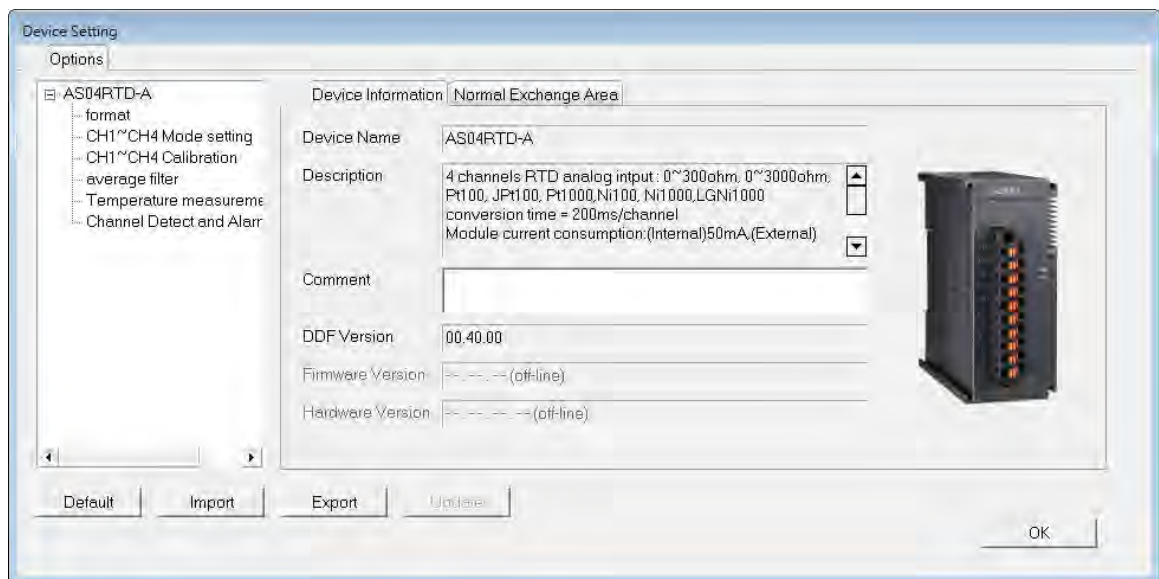 Device Setting
Options
AS04RTD-A
format
CH1~CH4 Mode setting
CH1~CH4 Calibration
average filter
Temperature measureme
Channel Detect and Alarr
Device Information
Normal Exchange Area
Device Name
AS04RTD-A
Description
4 channels RTD analog intput : 0~300ohm, 0~3000ohm,
Pt100, JPt100, Pt1000,Ni100, Ni1000,LGNi1000
conversion time = 200ms/channel
Module current consumption:(Internal)50mA,(External)
Comment
DDF Version
00.40.00
Firmware Version
--.--.-- (off-line)
Hardware Version
--.--.--.-- (off-line)
Default
Import
Export
Update
OK